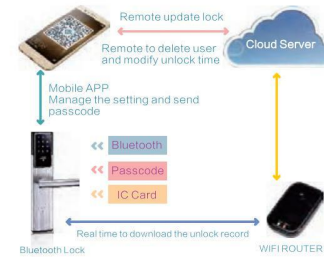 Remote update lock
Cloud Server
Remote to delete user
and modify unlock time
Mobile APP
Manage the setting and send
passcode
Bluetooth
Passcode
IC Card
Real time to download the unlock record
Bluetooth Lock
WIFI ROUTER